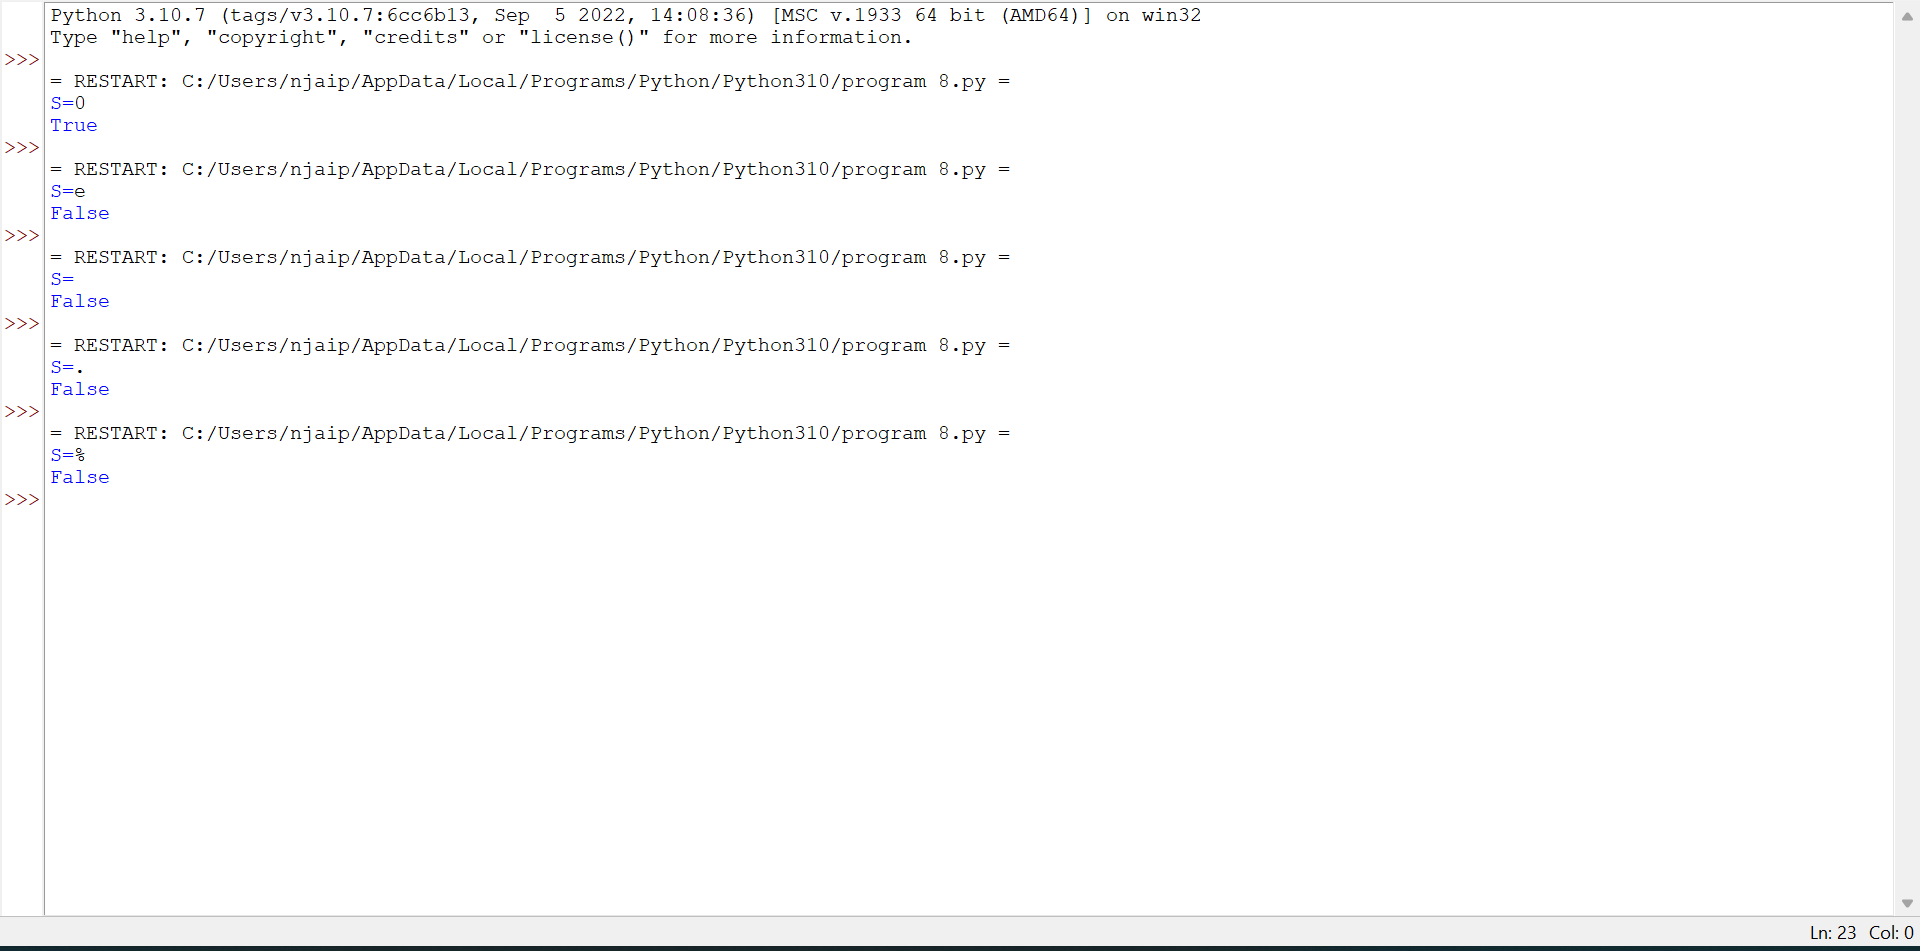 Python 3.10.7 (tags/v3.10.7:6cc6b13, Sep  5 2022, 14:08:36) [MSC v.1933 64 bit (AMD64)] on win32
Type "help", "copyright", "credits" or "license()" for more information.
>>>
= RESTART: C:/Users/njaip/AppData/Local/Programs/Python/Python310/program 8.py =
S=0
True
>>>
= RESTART: C:/Users/njaip/AppData/Local/Programs/Python/Python310/program 8.py =
S=e
False
>>>
= RESTART: C:/Users/njaip/AppData/Local/Programs/Python/Python310/program 8.py =
S=
False
>>>
= RESTART: C:/Users/njaip/AppData/Local/Programs/Python/Python310/program 8.py =
S=.
False
>>>
= RESTART: C:/Users/njaip/AppData/Local/Programs/Python/Python310/program 8.py =
S=%
False
>>>
Ln: 23 Col: 0